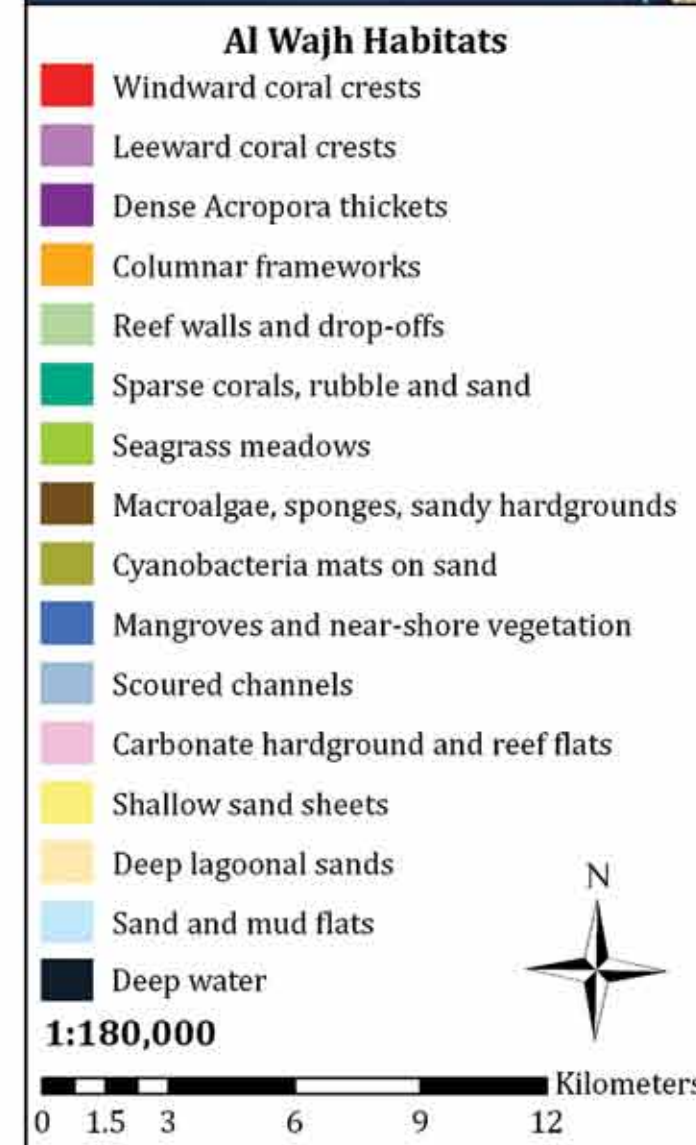 Al Wajh Habitats
Windward coral crests
Leeward coral crests
Dense Acropora thickets
Columnar frameworks
Reef walls and drop-offs
Sparse corals, rubble and sand
Seagrass meadows
Macroalgae, sponges, sandy hardgrounds
Cyanobacteria mats on sand
Mangroves and near-shore vegetation
Scoured channels
Carbonate hardground and reef flats
Shallow sand sheets
Deep lagoonal sands
N
Sand and mud flats
Deep water
1:180,000
Kilometers
0 1.5 3 6 9 12